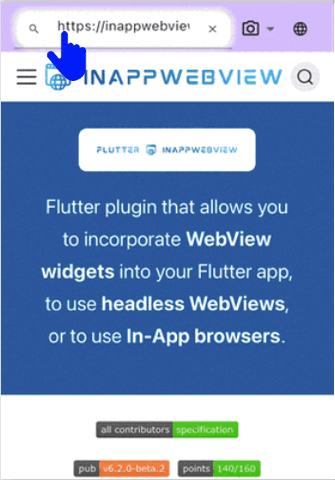 https://inappwebview
INAPPWEBVIEW
FLUTTER INAPPWEBVIEW
Flutter plugin that allows you
to incorporate WebView
widgets into your Flutter app,
to use headless WebViews,
or to use In-App browsers.
all contributors specification
pub v6.2.0-beta.2 points 140/160